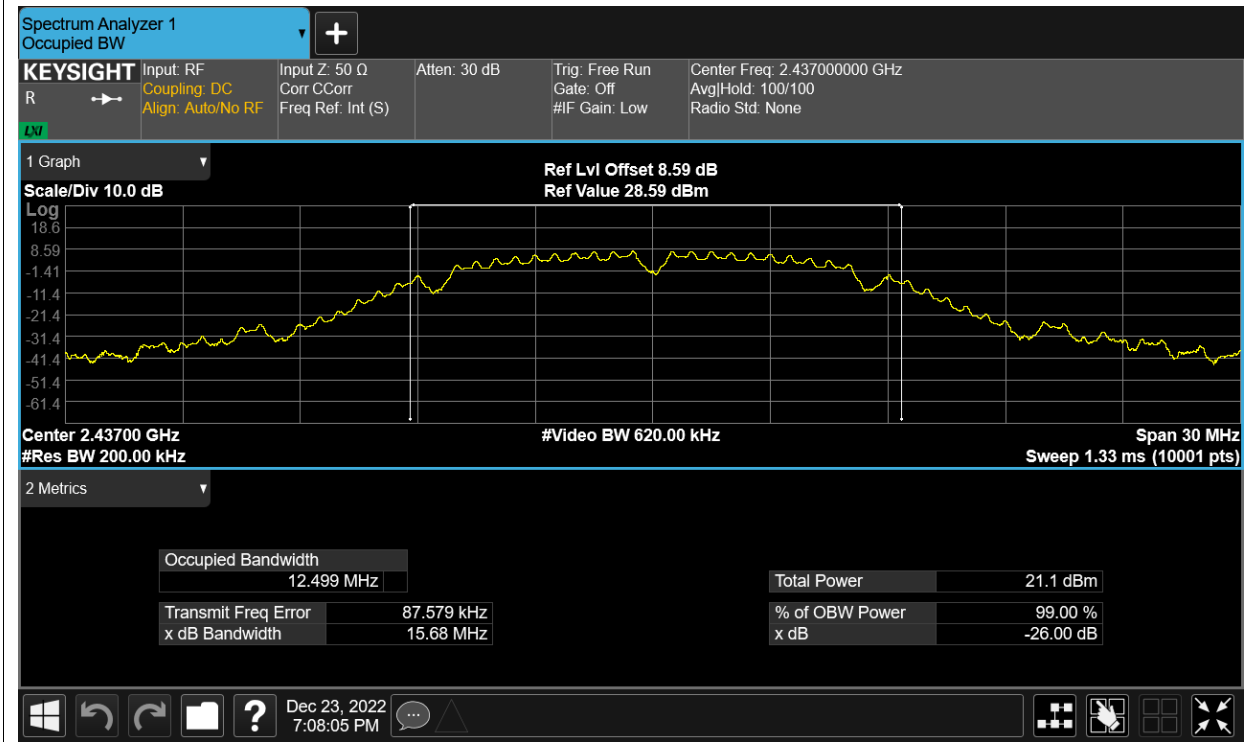 Spectrum Analyzer 1
Occupied BW
KEYSIGHT
R
LXI
Input: RF
Coupling: DC
Align: Auto/No RF
Input Z: 50 Ω
Corr CCorr
Freq Ref: Int (S)
Atten: 30 dB
Trig: Free Run
Gate: Off
#IF Gain: Low
Center Freq: 2.437000000 GHz
Avg|Hold: 100/100
Radio Std: None
1 Graph
Scale/Div 10.0 dB
Ref Lvl Offset 8.59 dB
Ref Value 28.59 dBm
Log
18.6
8.59
-1.41
-11.4
-21.4
-31.4
-41.4
-51.4
-61.4
Center 2.43700 GHz
#Res BW 200.00 kHz
#Video BW 620.00 kHz
Span 30 MHz
Sweep 1.33 ms (10001 pts)
2 Metrics
Occupied Bandwidth
12.499 MHz
Transmit Freq Error 87.579 kHz
x dB Bandwidth 15.68 MHz
Total Power 21.1 dBm
% of OBW Power 99.00 %
x dB -26.00 dB
Dec 23, 2022
7:08:05 PM